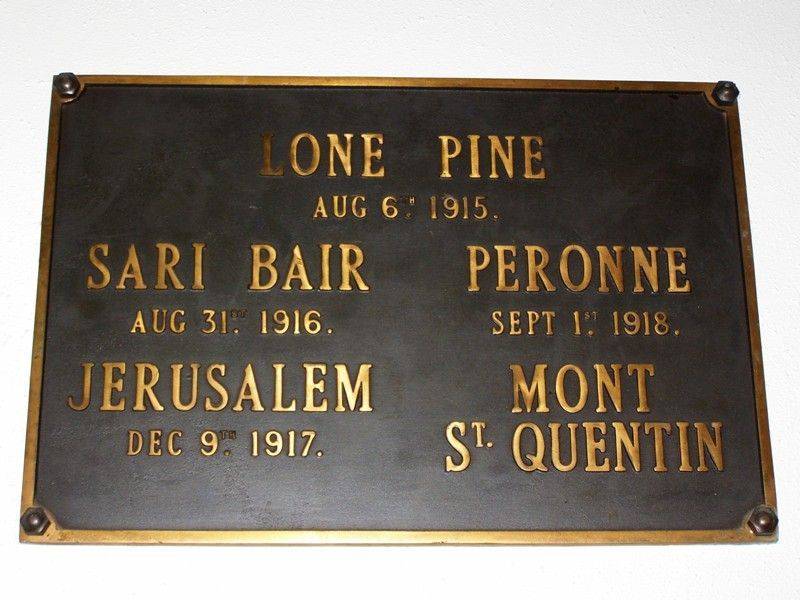 LONE PINE
AUG 6TH 1915.
SARI BAIR
AUG 31ST. 1916.
JERUSALEM
DEC 9TH. 1917.
PERONNE
SEPT 1ST. 1918.
MONT
ST. QUENTIN